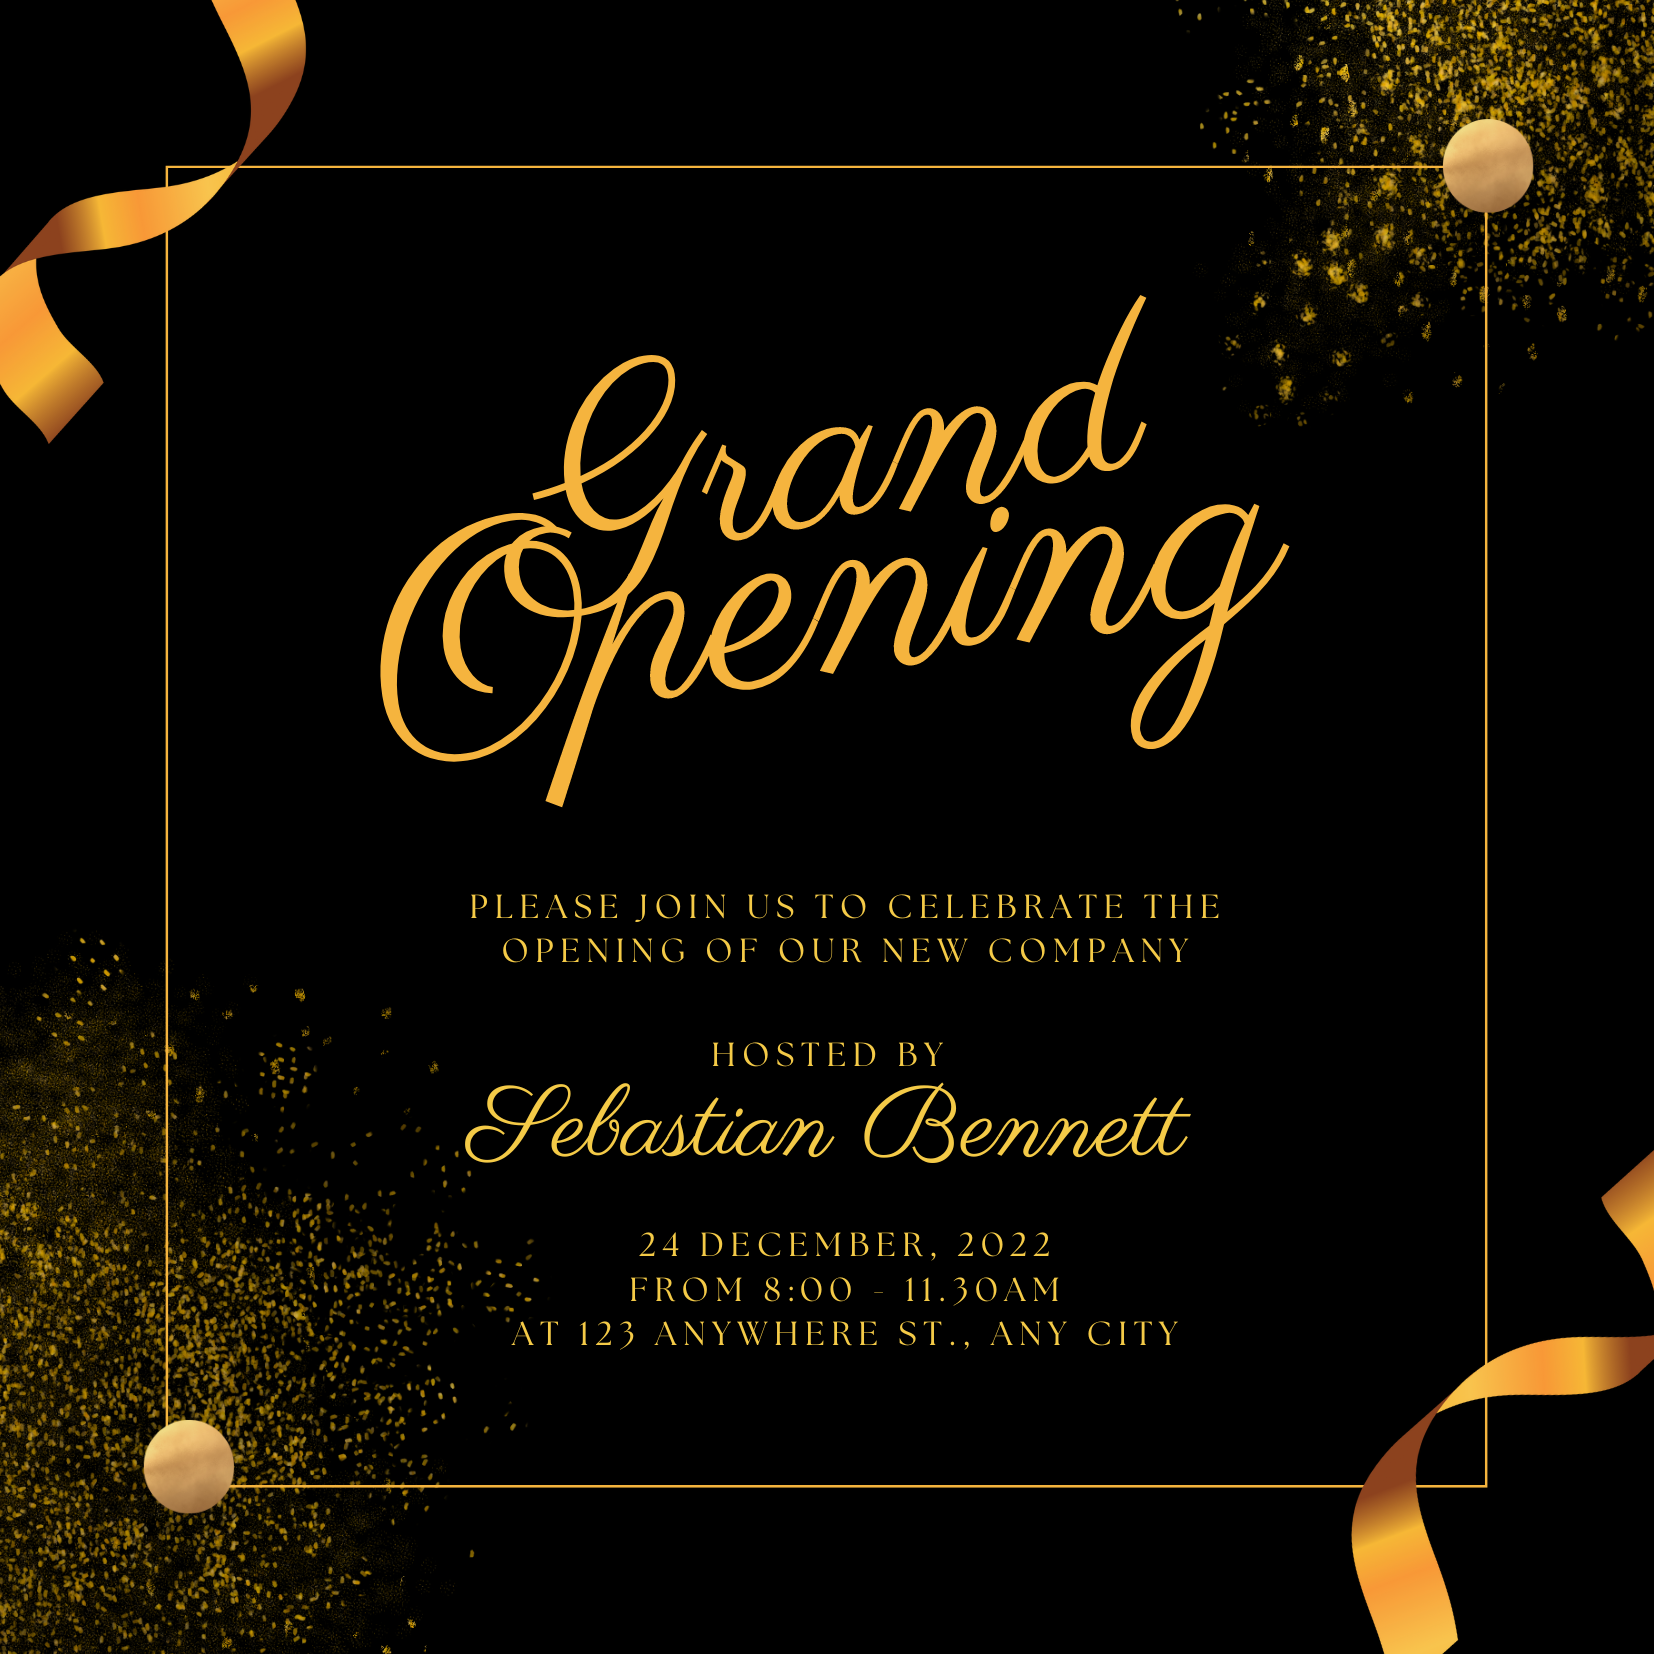 Grand
Opening
PLEASE JOIN US TO CELEBRATE THE
OPENING OF OUR NEW COMPANY
HOSTED BY
Sebastian Bennett
24 DECEMBER, 2022
FROM 8:00 - 11.30AM
AT 123 ANYWHERE ST., ANY CITY